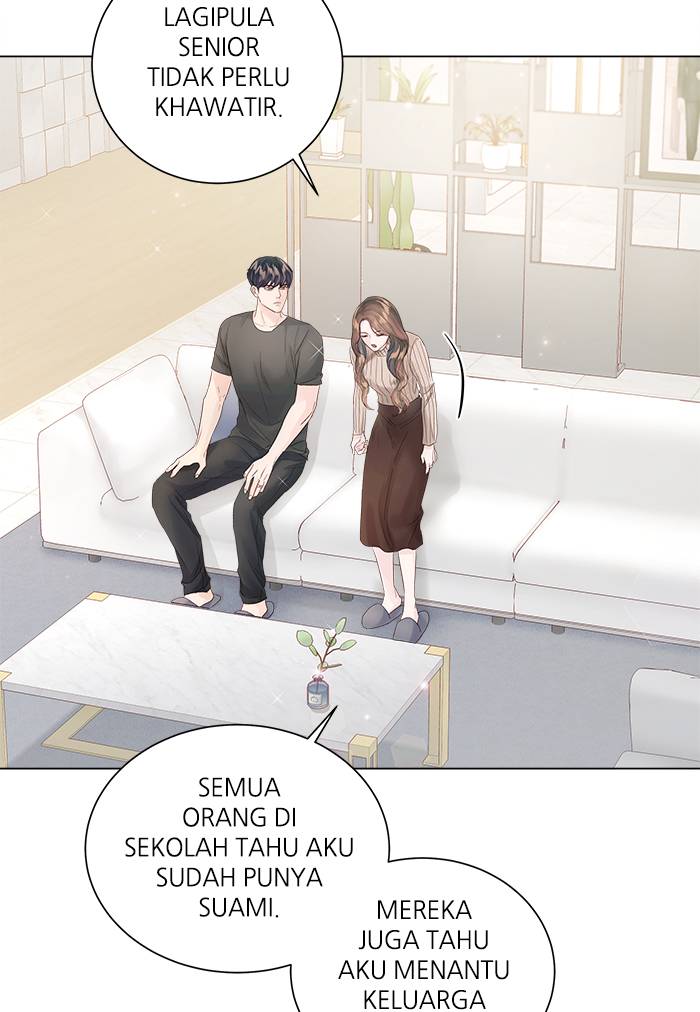 LAGIPULA
SENIOR
TIDAK PERLU
KHAWATIR.
SEMUA
ORANG DI
SEKOLAH TAHU AKU
SUDAH PUNYA
SUAMI.
MEREKA
JUGA TAHU
AKU MENANTU
KELUARGA